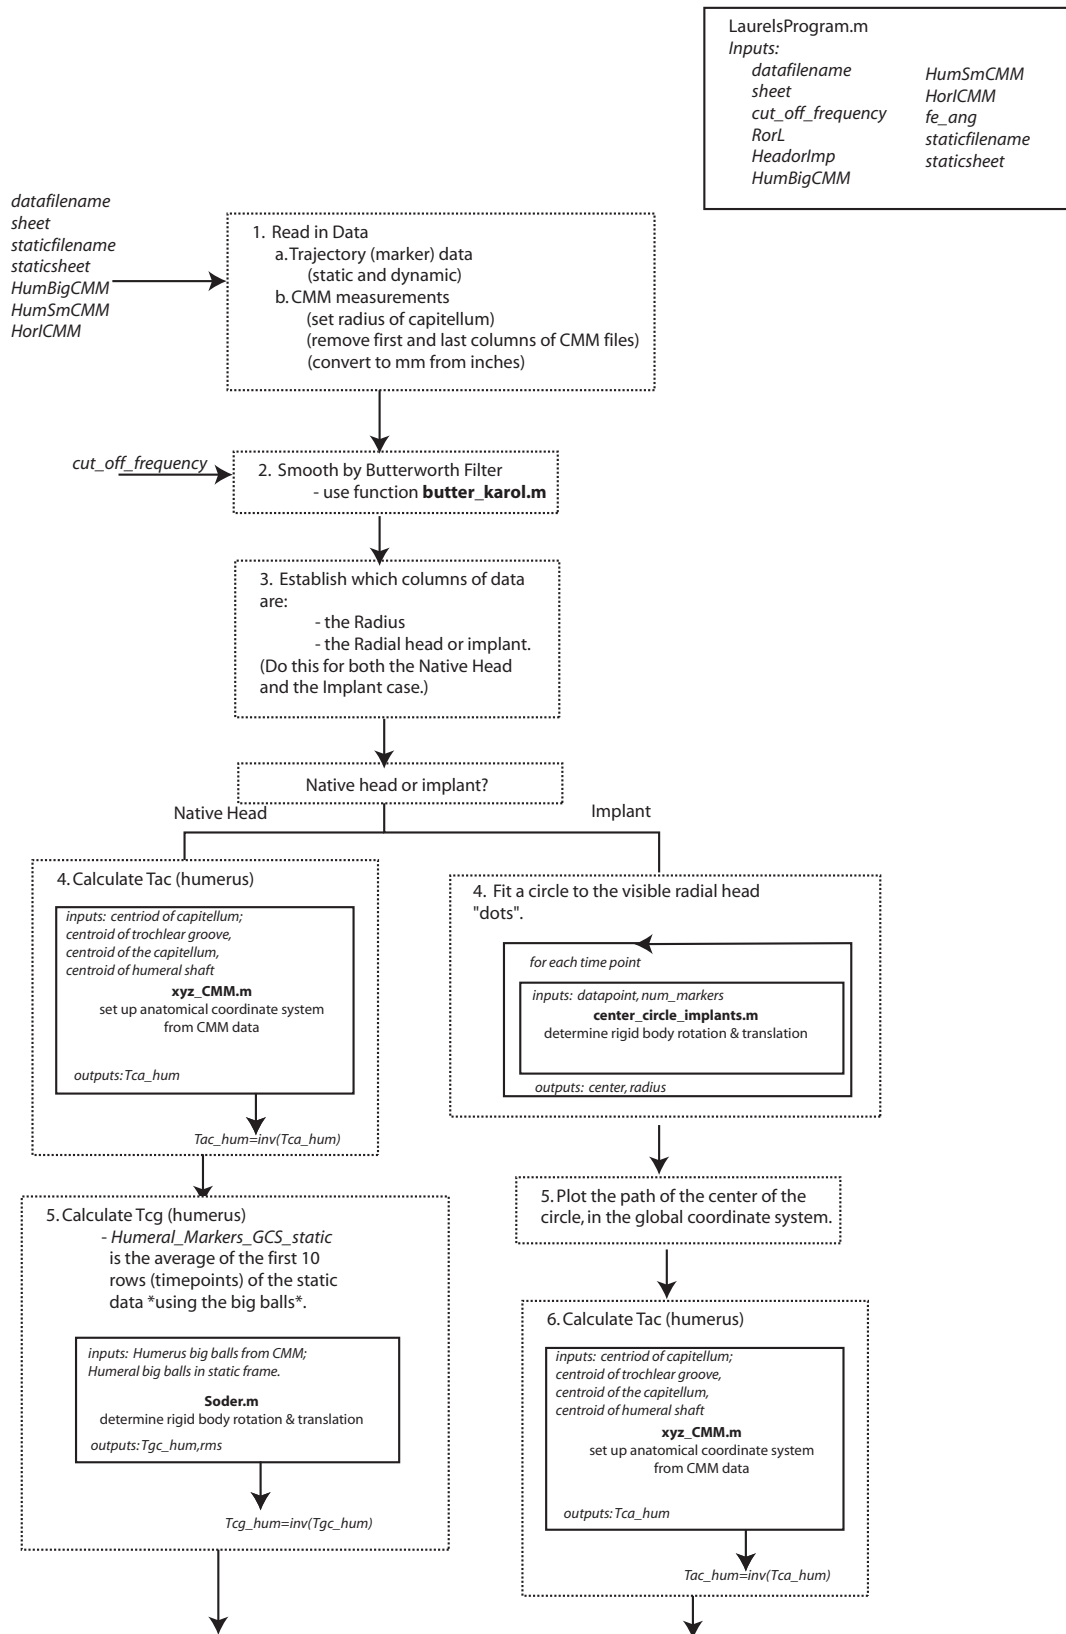 LaurelsProgram.m
Inputs:
datafilename
sheet
cut_off_frequency
RorL
HeadorImp
HumBigCMM
HumSmCMM
HorICMM
fe_ang
staticfilename
staticsheet
datafilename
sheet
staticfilename
staticsheet
HumBigCMM
HumSmCMM
HorICMM
1. Read in Data
a. Trajectory (marker) data
(static and dynamic)
b. CMM measurements
(set radius of capitellum)
(remove first and last columns of CMM files)
(convert to mm from inches)
cut_off_frequency
2. Smooth by Butterworth Filter
- use function butter_karol.m
3. Establish which columns of data
are:
- the Radius
- the Radial head or implant.
(Do this for both the Native Head
and the Implant case.)
Native head or implant?
Native Head
Implant
4. Calculate Tac (humerus)
inputs: centriod of capitellum;
centroid of trochlear groove,
centroid of the capitellum,
centroid of humeral shaft
xyz_CMM.m
set up anatomical coordinate system
from CMM data
outputs: Tca_hum
Tac_hum=inv(Tca_hum)
5. Calculate Tcg (humerus)
- Humeral_Markers_GCS_static
is the average of the first 10
rows (timepoints) of the static
data *using the big balls*.
inputs: Humerus big balls from CMM;
Humeral big balls in static frame.
Soder.m
determine rigid body rotation & translation
outputs: Tgc_hum, rms
Tcg_hum=inv(Tgc_hum)
4. Fit a circle to the visible radial head
"dots".
for each time point
inputs: datapoint, num_markers
center_circle_implants.m
determine rigid body rotation & translation
outputs: center, radius
5. Plot the path of the center of the
circle, in the global coordinate system.
6. Calculate Tac (humerus)
inputs: centriod of capitellum;
centroid of trochlear groove,
centroid of the capitellum,
centroid of humeral shaft
xyz_CMM.m
set up anatomical coordinate system
from CMM data
outputs: Tca_hum
Tac_hum=inv(Tca_hum)